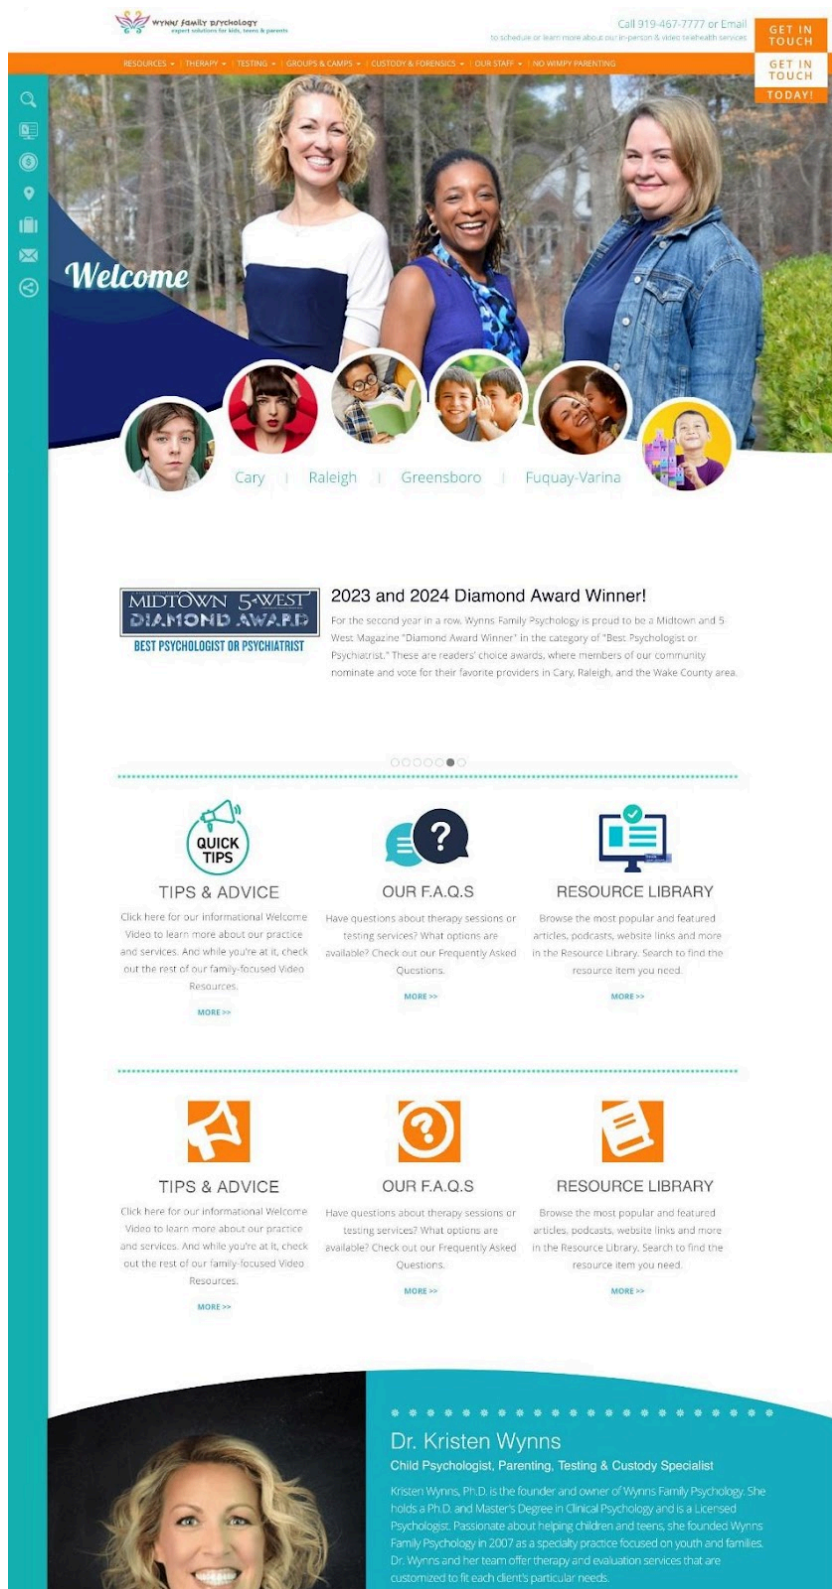 wynns family psychology
expert solutions for kids, teens & parents
Call 919-467-7777 or Email
to schedule or learn more about our in-person & video telehealth services
GET IN
TOUCH
GET IN
TOUCH
TODAY!
RESOURCES | THERAPY | TESTING | GROUPS & CAMPS | CUSTODY & FORENSICS | OUR STAFF | NO WIMPY PARENTING
Welcome
Cary | Raleigh | Greensboro | Fuquay-Varina
MIDTOWN 5 WEST
DIAMOND AWARD
BEST PSYCHOLOGIST OR PSYCHIATRIST
2023 and 2024 Diamond Award Winner!
For the second year in a row, Wynns Family Psychology is proud to be a Midtown and 5
West Magazine "Diamond Award Winner" in the category of "Best Psychologist or
Psychiatrist." These are readers' choice awards, where members of our community
nominate and vote for their favorite providers in Cary, Raleigh, and the Wake County area.
QUICK
TIPS
TIPS & ADVICE
Click here for our informational Welcome
Video to learn more about our practice
and services. And while you're at it, check
out the rest of our family-focused Video
Resources.
MORE >>
?
OUR F.A.Q.S
Have questions about therapy sessions or
testing services? What options are
available? Check out our Frequently Asked
Questions.
MORE >>
RESOURCE LIBRARY
Browse the most popular and featured
articles, podcasts, website links and more
in the Resource Library. Search to find the
resource item you need.
MORE >>
TIPS & ADVICE
Click here for our informational Welcome
Video to learn more about our practice
and services. And while you're at it, check
out the rest of our family-focused Video
Resources.
MORE >>
?
OUR F.A.Q.S
Have questions about therapy sessions or
testing services? What options are
available? Check out our Frequently Asked
Questions.
MORE >>
RESOURCE LIBRARY
Browse the most popular and featured
articles, podcasts, website links and more
in the Resource Library. Search to find the
resource item you need.
MORE >>
Dr. Kristen Wynns
Child Psychologist, Parenting, Testing & Custody Specialist
Kristen Wynns, Ph.D. is the founder and owner of Wynns Family Psychology. She
holds a Ph.D. and Master's Degree in Clinical Psychology and is a Licensed
Psychologist. Passionate about helping children and teens, she founded Wynns
Family Psychology in 2007 as a specialty practice focused on youth and families.
Dr. Wynns and her team offer therapy and evaluation services that are
customized to fit each client's particular needs.